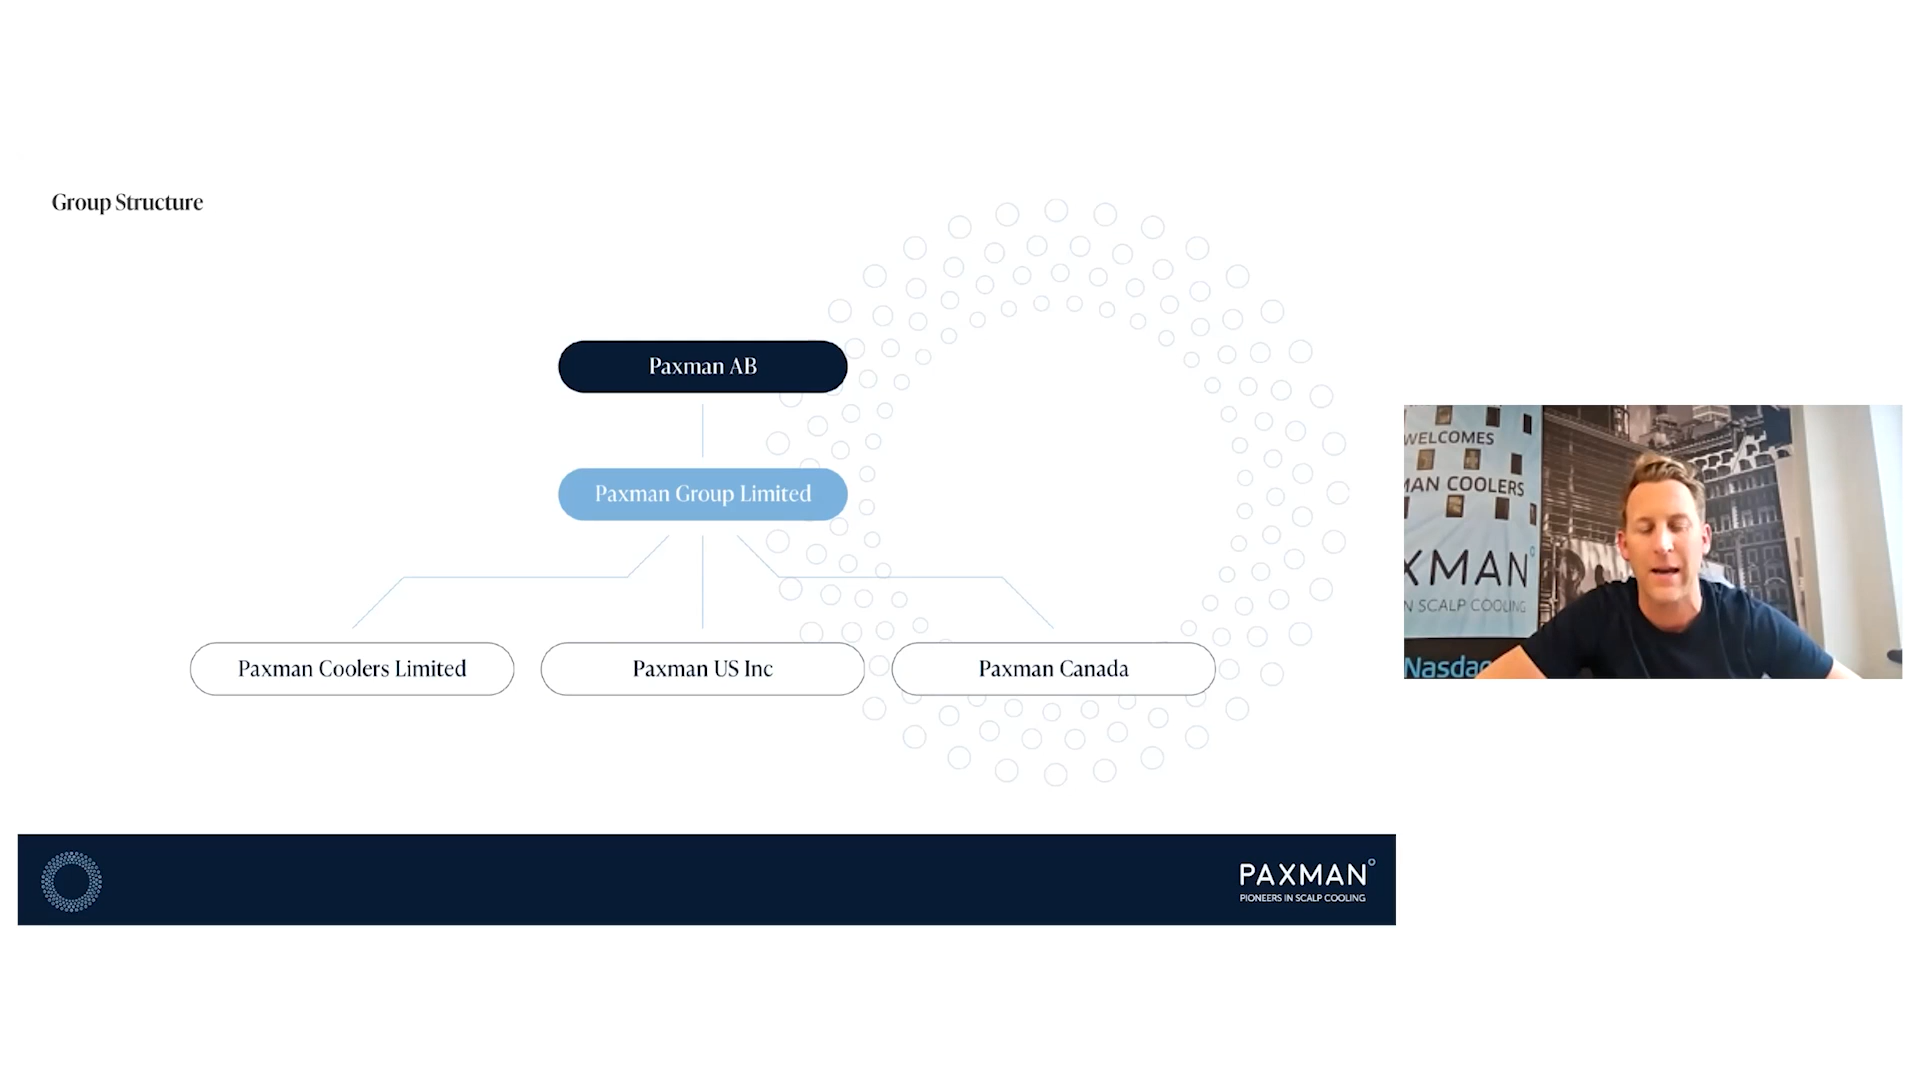 Group Structure
Paxman AB
Paxman Group Limited
Paxman Coolers Limited
Paxman US Inc
Paxman Canada
PAXMAN
PIONEERS IN SCALP COOLING
WELCOMES
MAN COOLERS
XMAN
N SCALP COOLING
Nasda